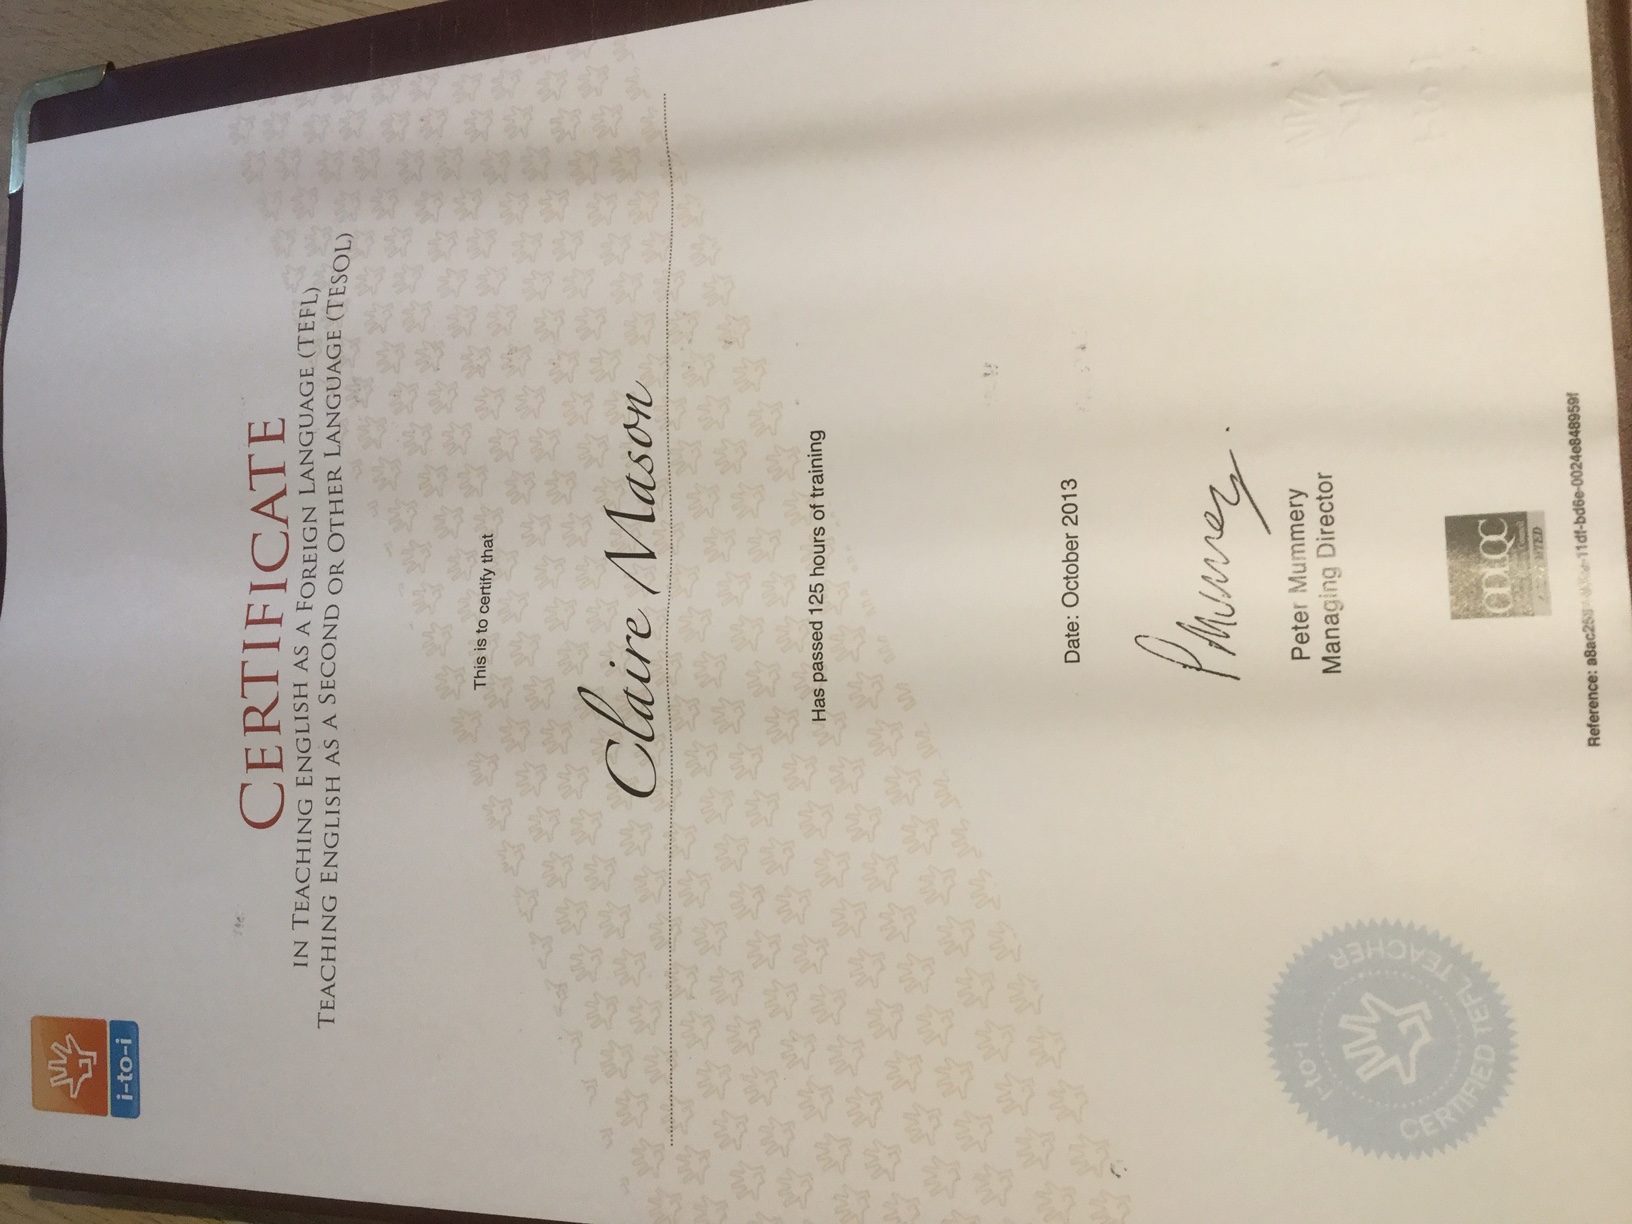 i-to-i
CERTIFICATE
IN TEACHING ENGLISH AS A FOREIGN LANGUAGE (TEFL)
TEACHING ENGLISH AS A SECOND OR OTHER LANGUAGE (TESOL)
This is to certify that
Claire Mason
Has passed 125 hours of training
Date: October 2013
Peter Mummery
Managing Director
i-to-i
CERTIFIED TEFL TEACHER
ODLQC
Reference: